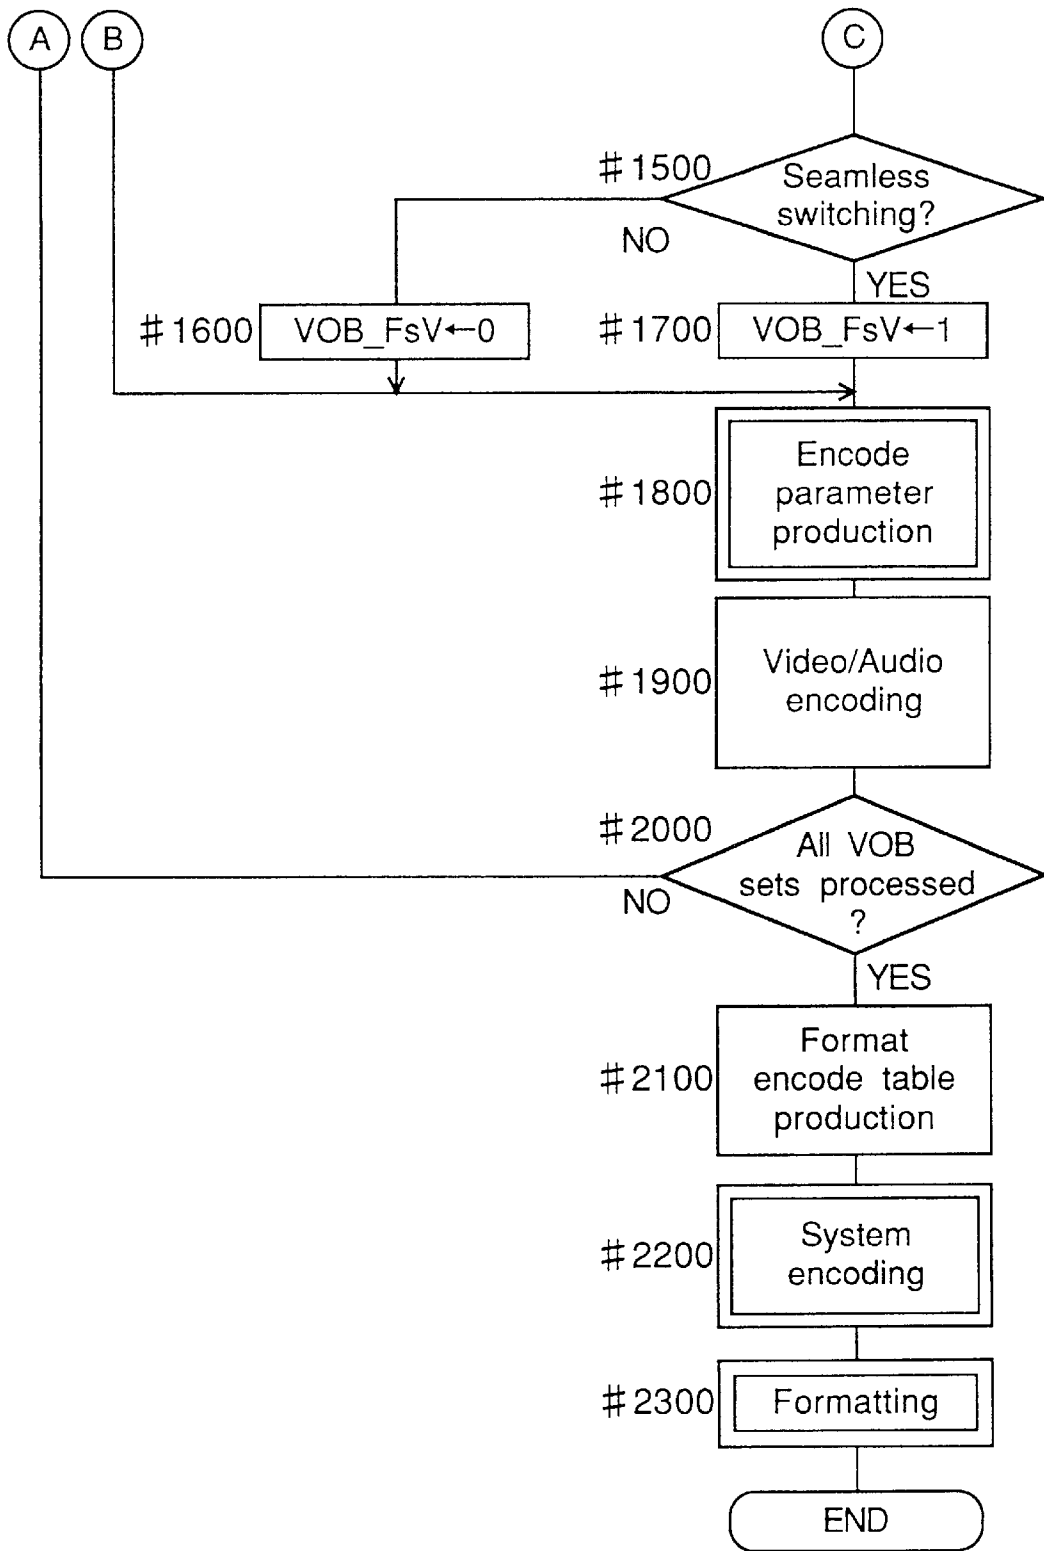 A
B
C
#1500
Seamless
switching?
NO
YES
#1600
VOB_FsV←0
#1700
VOB_FsV←1
#1800
Encode
parameter
production
#1900
Video/Audio
encoding
#2000
All VOB
sets processed
?
NO
YES
#2100
Format
encode table
production
#2200
System
encoding
#2300
Formatting
END